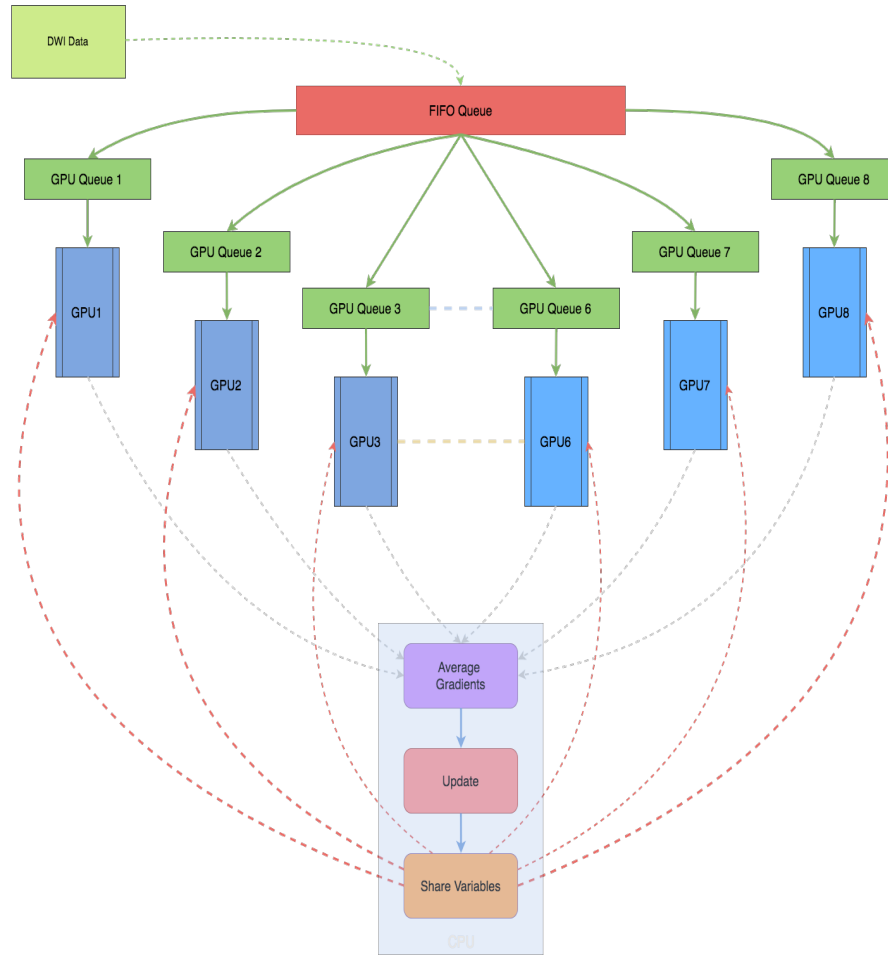 DWI Data
FIFO Queue
GPU Queue 1
GPU Queue 8
GPU Queue 2
GPU Queue 7
GPU Queue 3
GPU Queue 6
GPU1
GPU8
GPU2
GPU7
GPU3
GPU6
Average
Gradients
Update
Share Variables
CPU